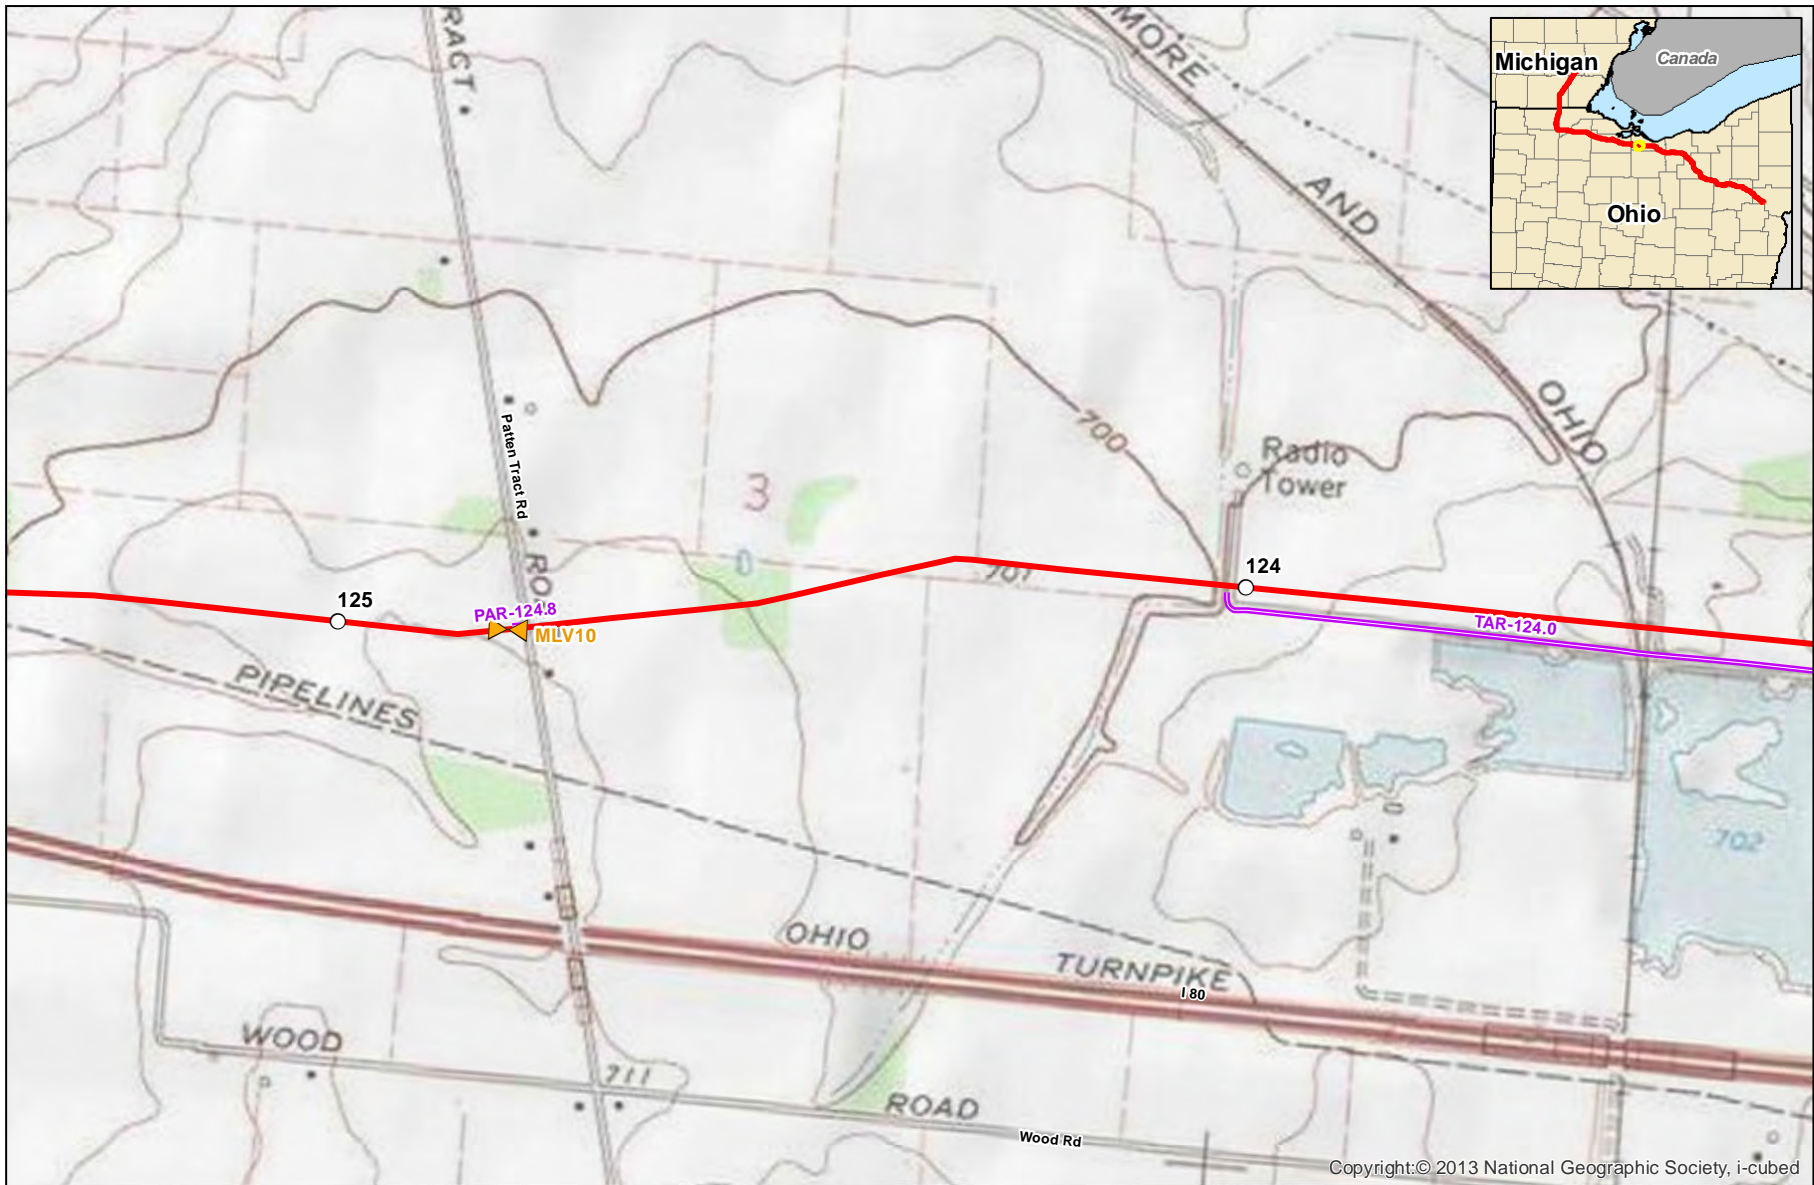 TRACT
MORE
AND
OHIO
Michigan
Canada
Ohio
700
Radio
Tower
Patten Tract Rd
3
701
124
125
PAR-124.8
MLV10
TAR-124.0
PIPELINES
702
OHIO
TURNPIKE
I 80
WOOD
711
ROAD
Wood Rd
Copyright:© 2013 National Geographic Society, i-cubed